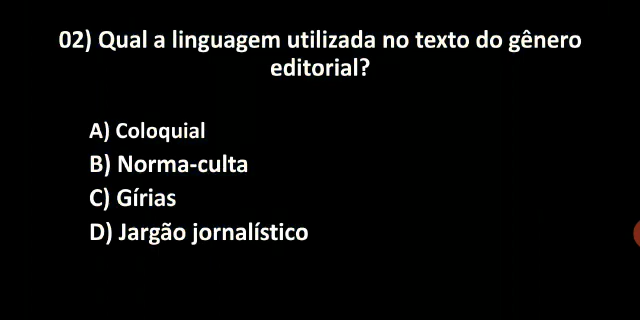 02) Qual a linguagem utilizada no texto do gênero
editorial?
A) Coloquial
B) Norma-culta
C) Gírias
D) Jargão jornalístico